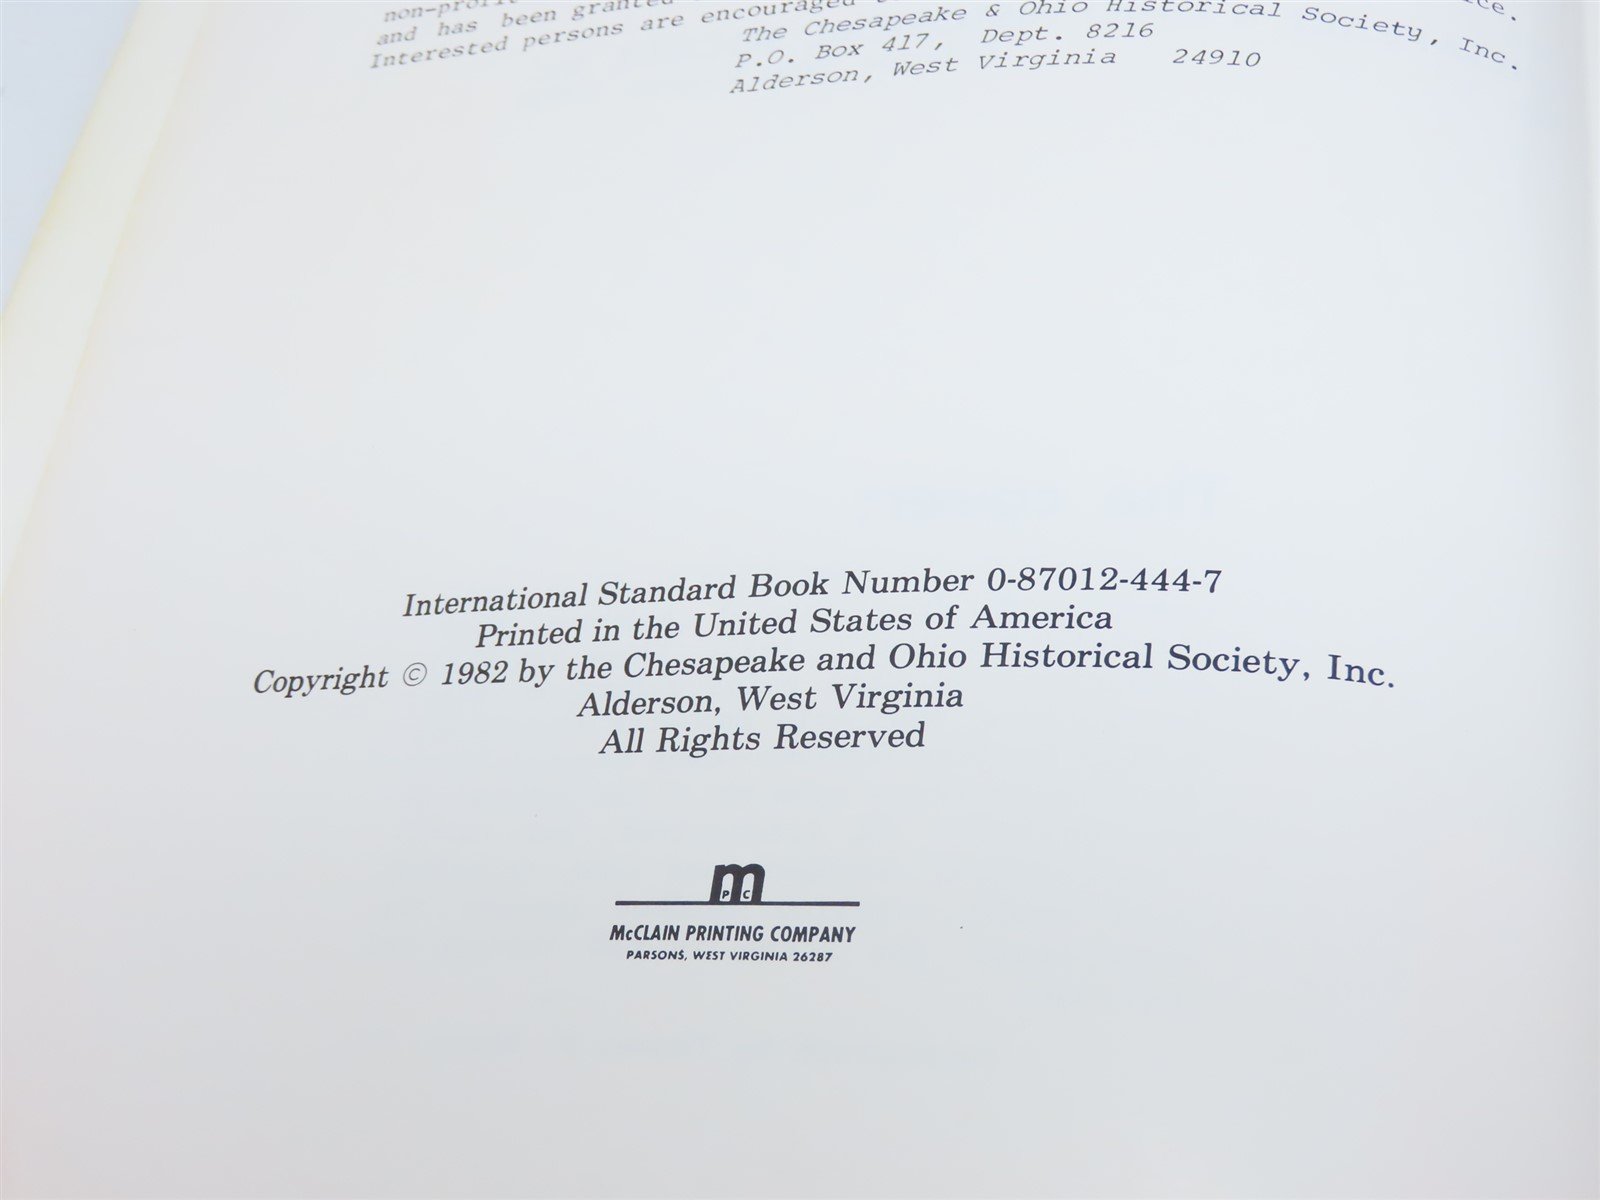 and has been granted
Interested persons are encouraged
The Chesapeake & Ohio Historical Society, Inc.
P.O. Box 417, Dept. 8216
Alderson, West Virginia 24910
International Standard Book Number 0-87012-444-7
Printed in the United States of America
Copyright © 1982 by the Chesapeake and Ohio Historical Society, Inc.
Alderson, West Virginia
All Rights Reserved
m
P C
McCLAIN PRINTING COMPANY
PARSONS, WEST VIRGINIA 26287